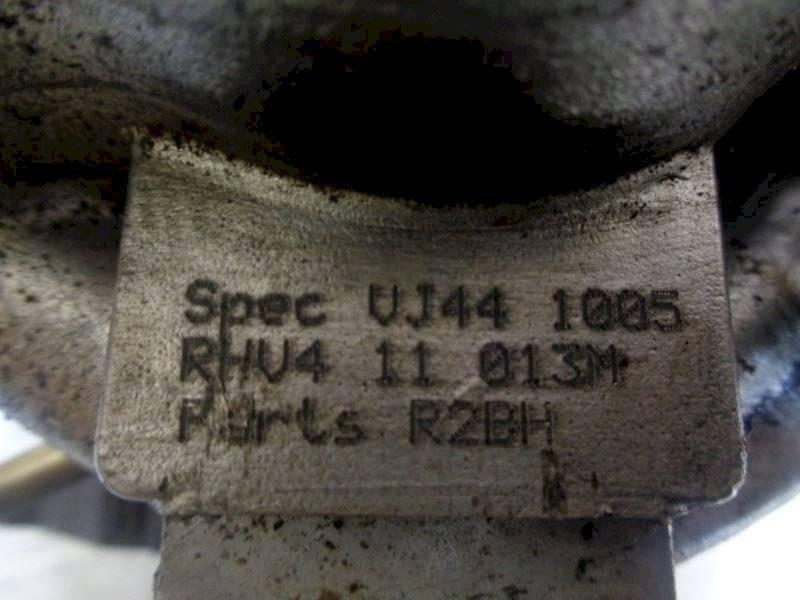 Spec VJ44 1005
RHV4 11 013M
Parts R2BH